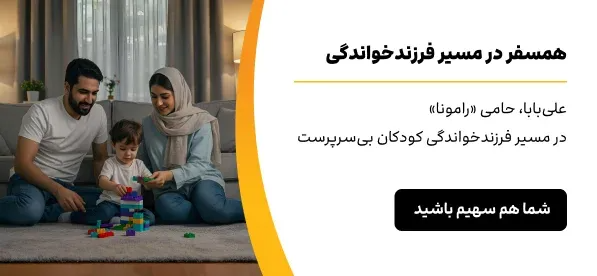 همسفر در مسیر فرزندخواندگی
علی‌بابا، حامی «رامونا»
در مسیر فرزندخواندگی کودکان بی‌سرپرست
شما هم سهیم باشید